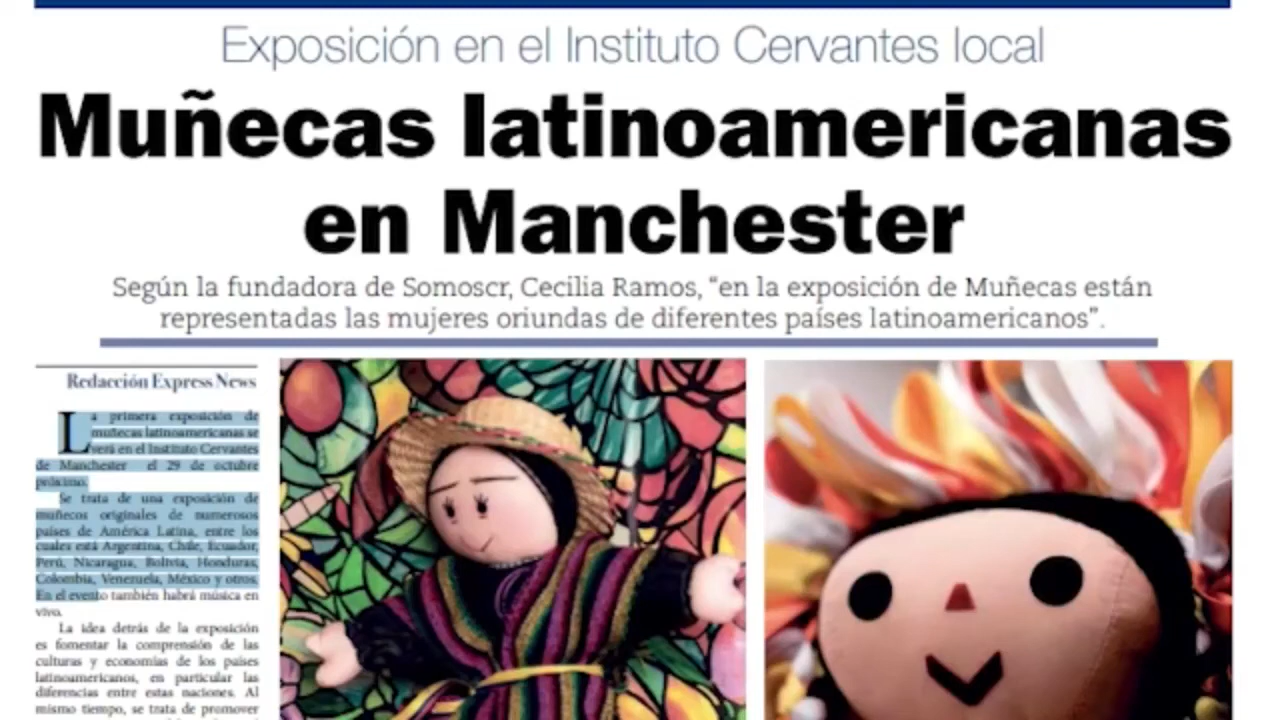 Exposición en el Instituto Cervantes local
Muñecas latinoamericanas
en Manchester
Según la fundadora de Somoscr, Cecilia Ramos, "en la exposición de Muñecas están
representadas las mujeres oriundas de diferentes países latinoamericanos".
Redacción Express News
La primera exposición de
muñecas latinoamericanas se
verá en el Instituto Cervantes
de Manchester el 29 de octubre
próximo.
Se trata de una exposición de
muñecos originales de numerosos
países de América Latina, entre los
cuales está Argentina, Chile, Ecuador,
Perú, Nicaragua, Bolivia, Honduras,
Colombia, Venezuela, México y otros.
En el evento también habrá música en
vivo.
La idea detrás de la exposición
es fomentar la comprensión de las
culturas y economías de los países
latinoamericanos, en particular las
diferencias entre estas naciones. Al
mismo tiempo, se trata de promover